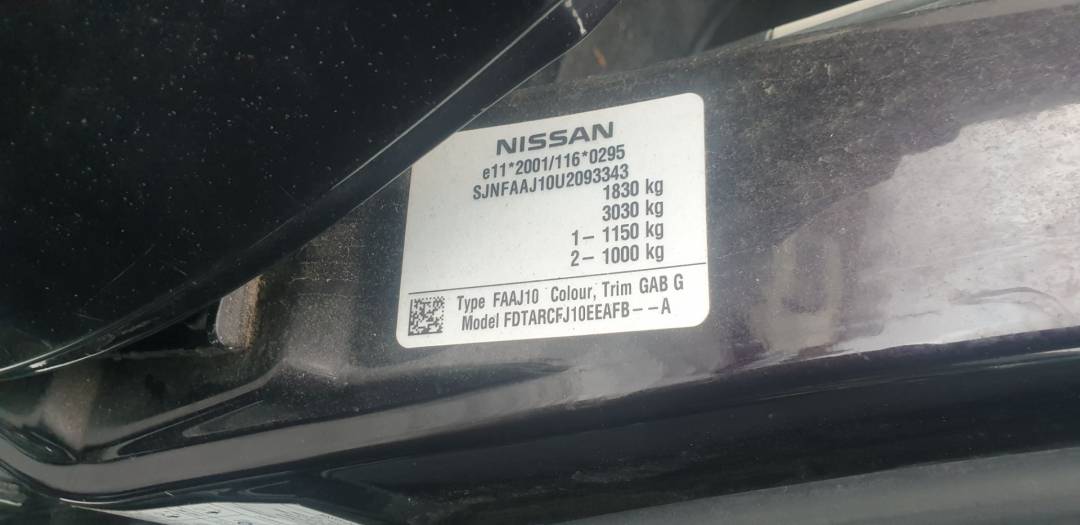 NISSAN
e11*2001/116*0295
SJNFAAJ10U2093343
1830 kg
3030 kg
1- 1150 kg
2- 1000 kg
Type FAAJ10 Colour, Trim GAB G
Model FDTARCFJ10EEAFB---A